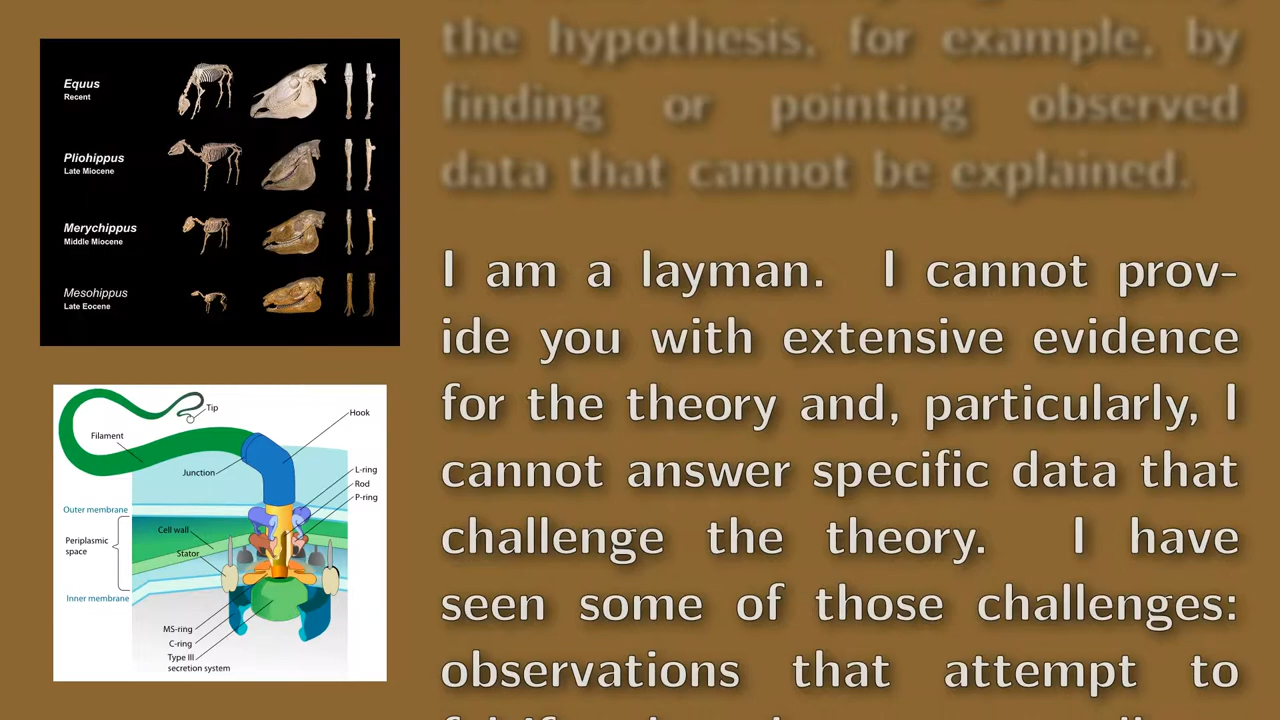 Equus
Recent
Pliohippus
Late Miocene
Merychippus
Middle Miocene
Mesohippus
Late Eocene
Tip
Hook
Filament
Junction
L-ring
Rod
P-ring
Outer membrane
Cell wall
Periplasmic
space
Stator
Inner membrane
MS-ring
C-ring
Type III
secretion system
the hypothesis, for example, by
finding or pointing observed
data that cannot be explained.
I am a layman. I cannot prov-
ide you with extensive evidence
for the theory and, particularly, I
cannot answer specific data that
challenge the theory. I have
seen some of those challenges:
observations that attempt to